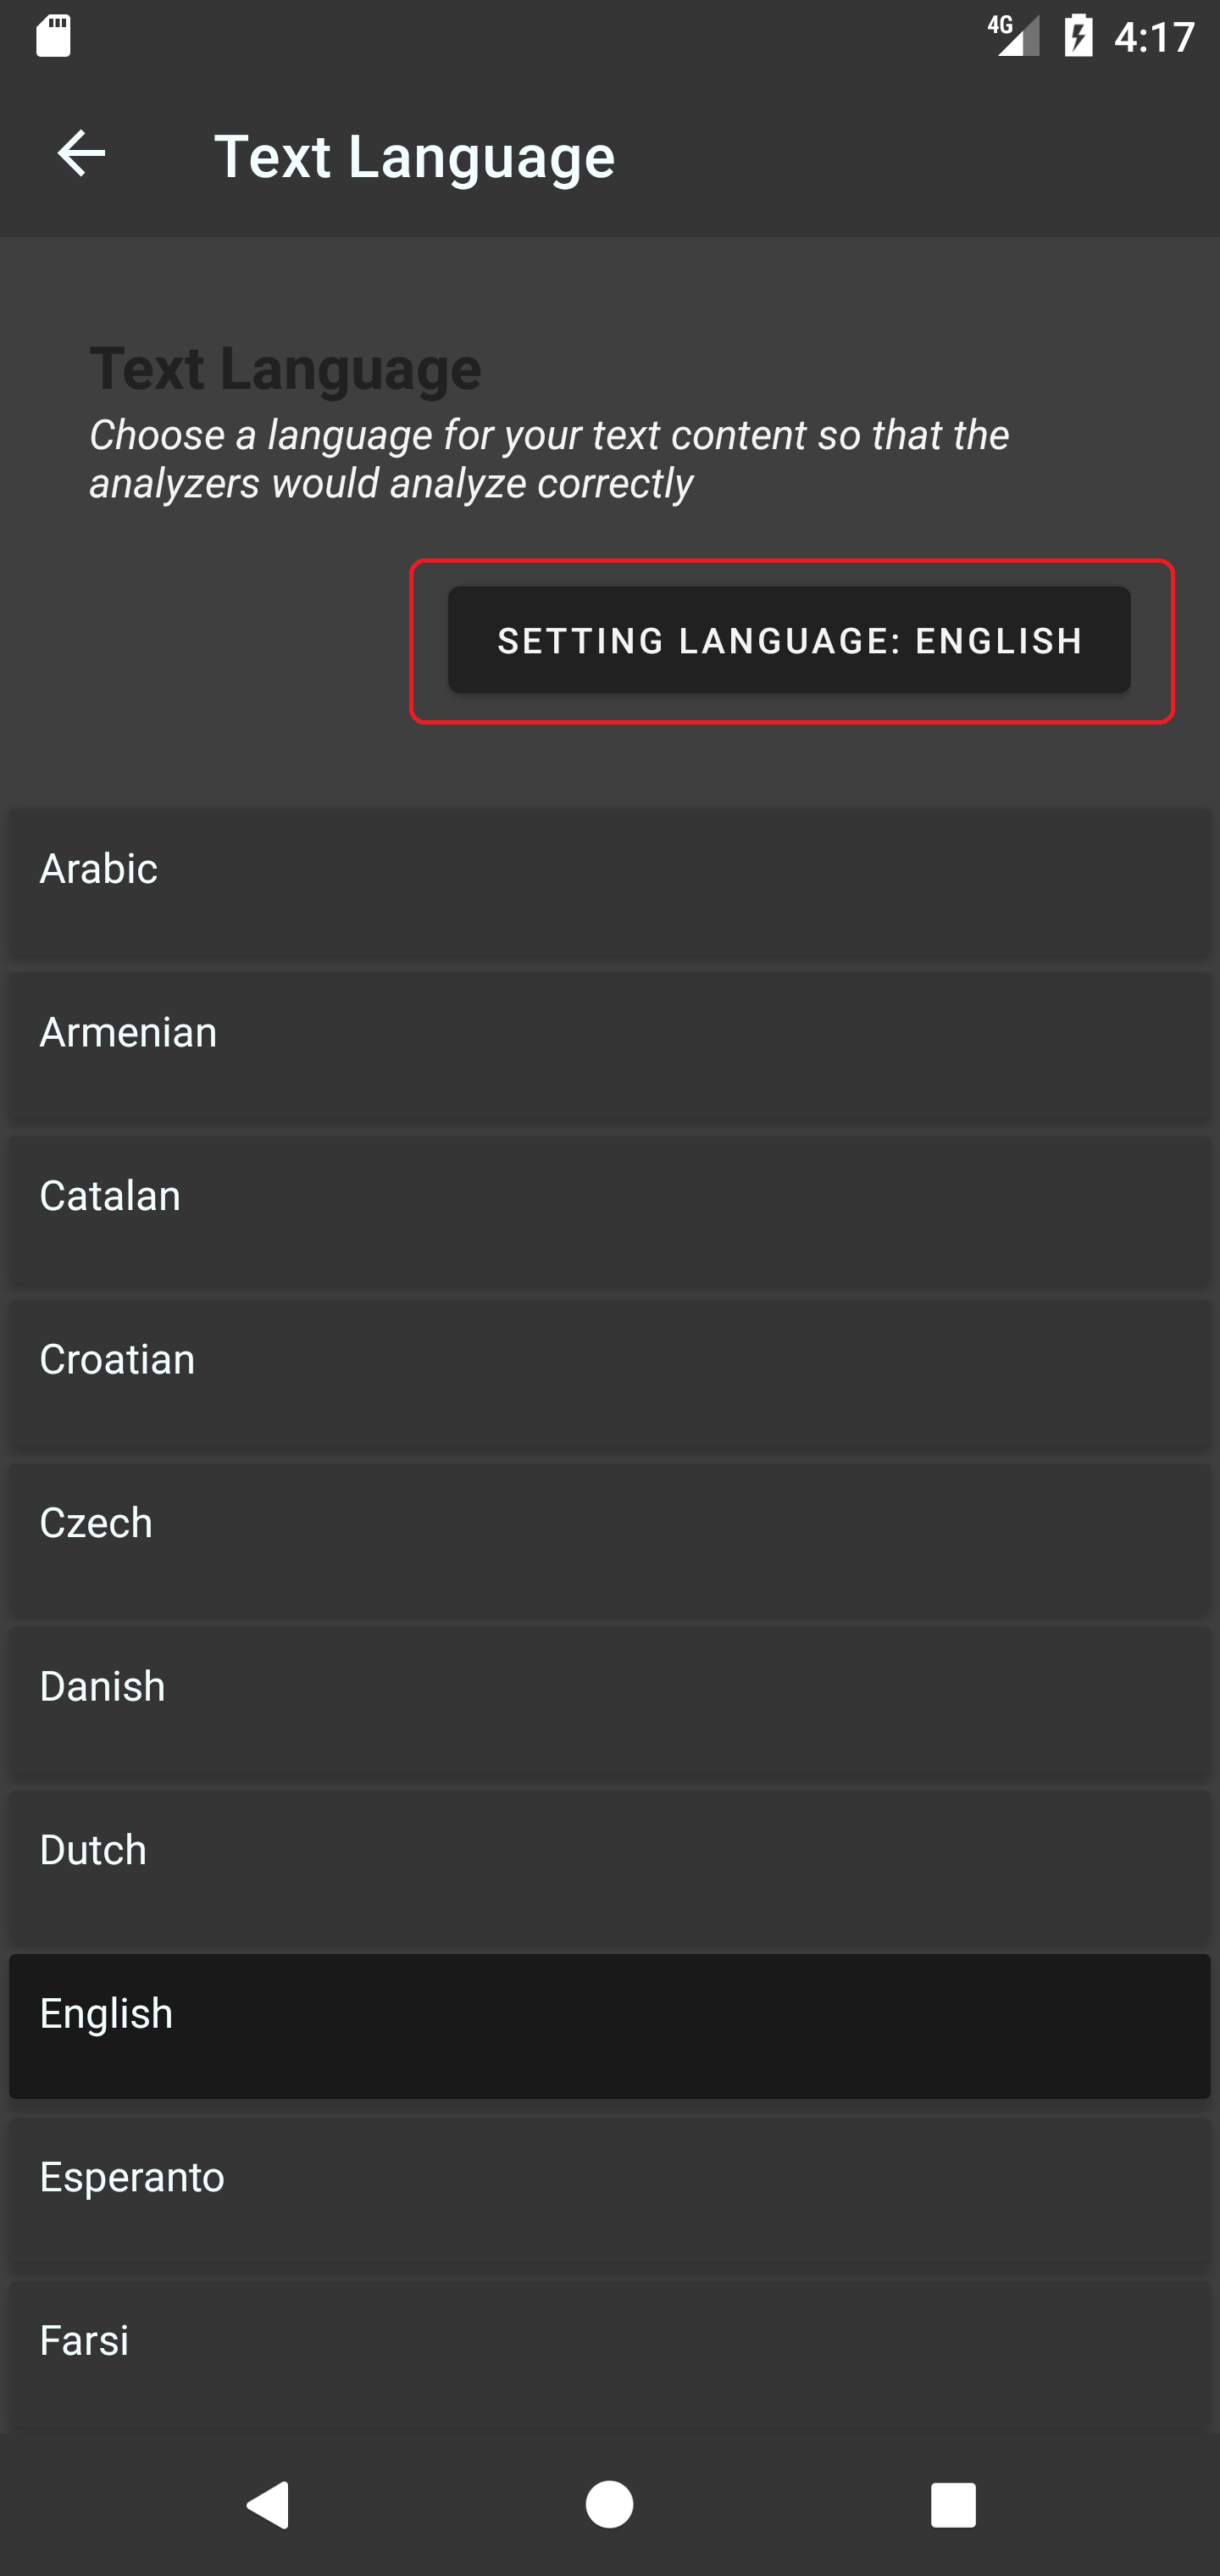 4G 4:17
Text Language
Text Language
Choose a language for your text content so that the
analyzers would analyze correctly
SETTING LANGUAGE: ENGLISH
Arabic
Armenian
Catalan
Croatian
Czech
Danish
Dutch
English
Esperanto
Farsi